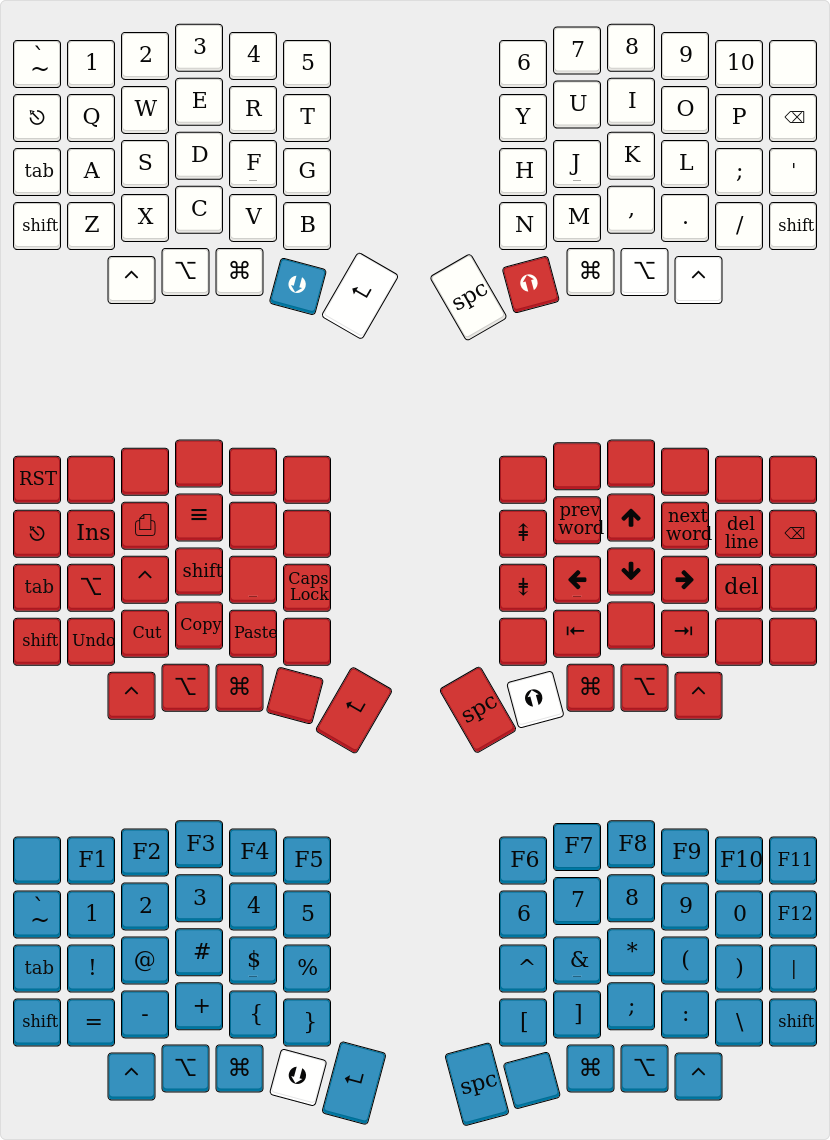 ` ~ 1 2 3 4 5 6 7 8 9 10
⎋ Q W E R T Y U I O P ⌫
tab A S D F G H J K L ; '
shift Z X C V B N M , . / shift
^ ⌥ ⌘ ↵ spc ⌘ ⌥ ^
RST
⎋ Ins ⎙ ≡ ⇞ prev word ↑ next word del line ⌫
tab ⌥ ^ shift _ Caps Lock ⇟ ← ↓ → del
shift Undo Cut Copy Paste ⇤ ⇥
^ ⌥ ⌘ ↵ spc ⌘ ⌥ ^
F1 F2 F3 F4 F5 F6 F7 F8 F9 F10 F11
` ~ 1 2 3 4 5 6 7 8 9 0 F12
tab ! @ # $ % ^ & * ( ) |
shift = - + { } [ ] ; : \ shift
^ ⌥ ⌘ ↵ spc ⌘ ⌥ ^